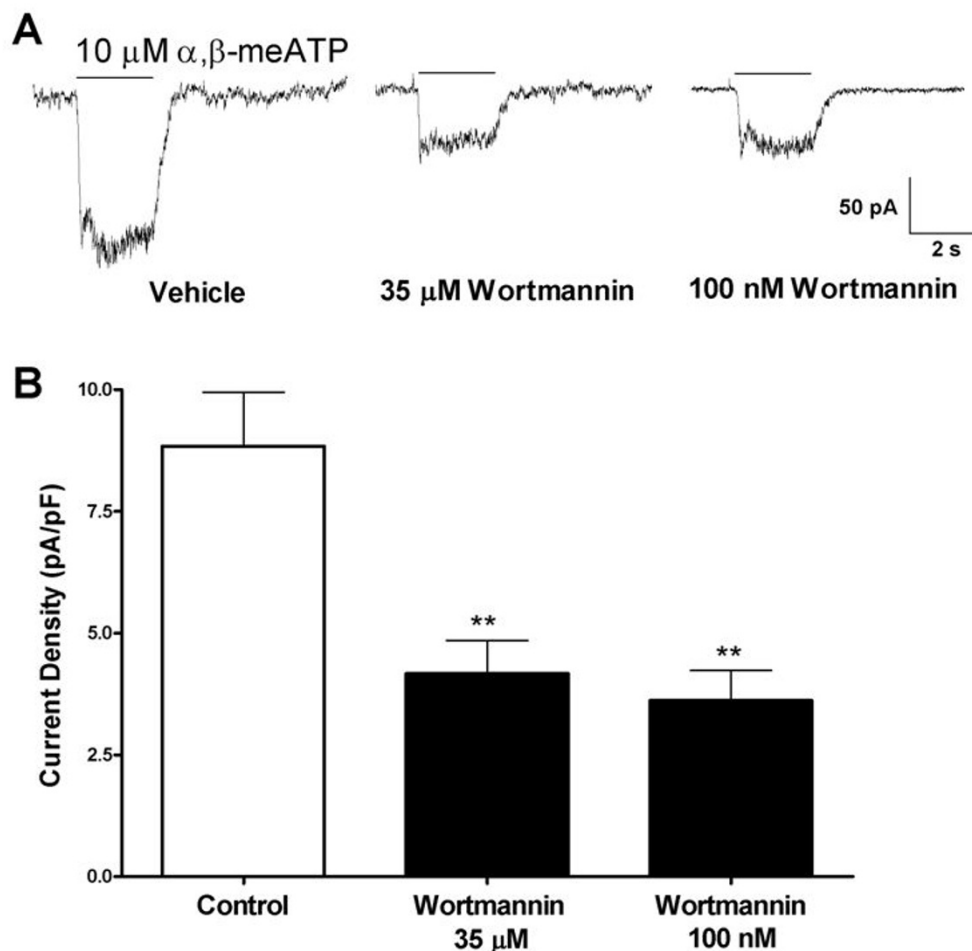 A
10 μM α,β-meATP
50 pA
2 s
Vehicle
35 μM Wortmannin
100 nM Wortmannin
B
Current Density (pA/pF)
10.0
7.5
5.0
2.5
0.0
**
**
Control
Wortmannin
35 μM
Wortmannin
100 nM